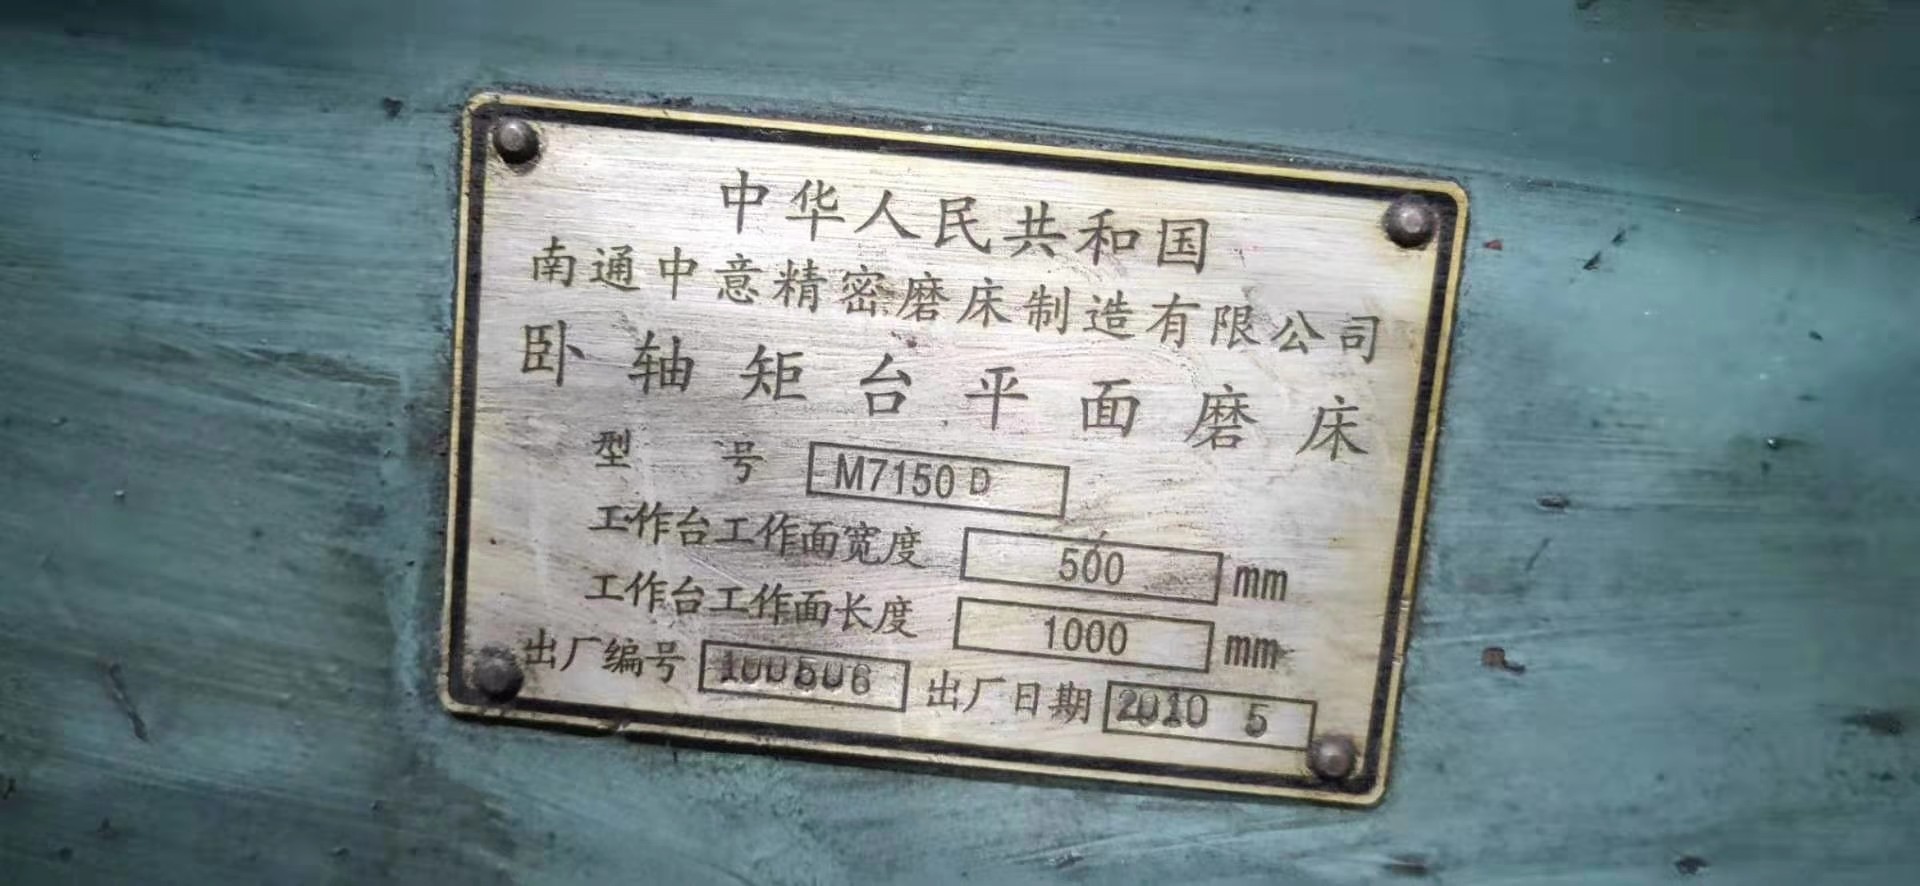 中华人民共和国
南通中意精密磨床制造有限公司
卧轴矩台平面磨床
型 号 M7150 D
工作台工作面宽度 500 mm
工作台工作面长度 1000 mm
出厂编号 100506 出厂日期 2010 5